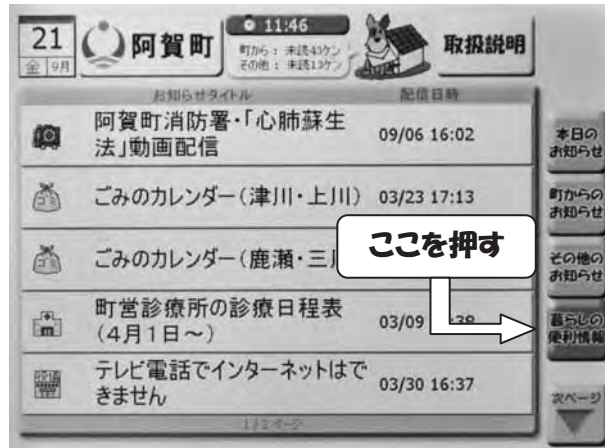 21
金 9月
阿賀町
11:46
町から： 未読43ケン
その他： 未読13ケン
取扱説明
お知らせタイトル 配信日時
阿賀町消防署・「心肺蘇生
法」動画配信
09/06 16:02
ごみのカレンダー(津川・上川) 03/23 17:13
ごみのカレンダー(鹿瀬・三川
ここを押す
町営診療所の診療日程表
(4月1日～)
03/09
38
テレビ電話でインターネットはで
きません
03/30 16:37
1/2ページ
本日の
お知らせ
町からの
お知らせ
その他の
お知らせ
暮らしの
便利情報
次ページ